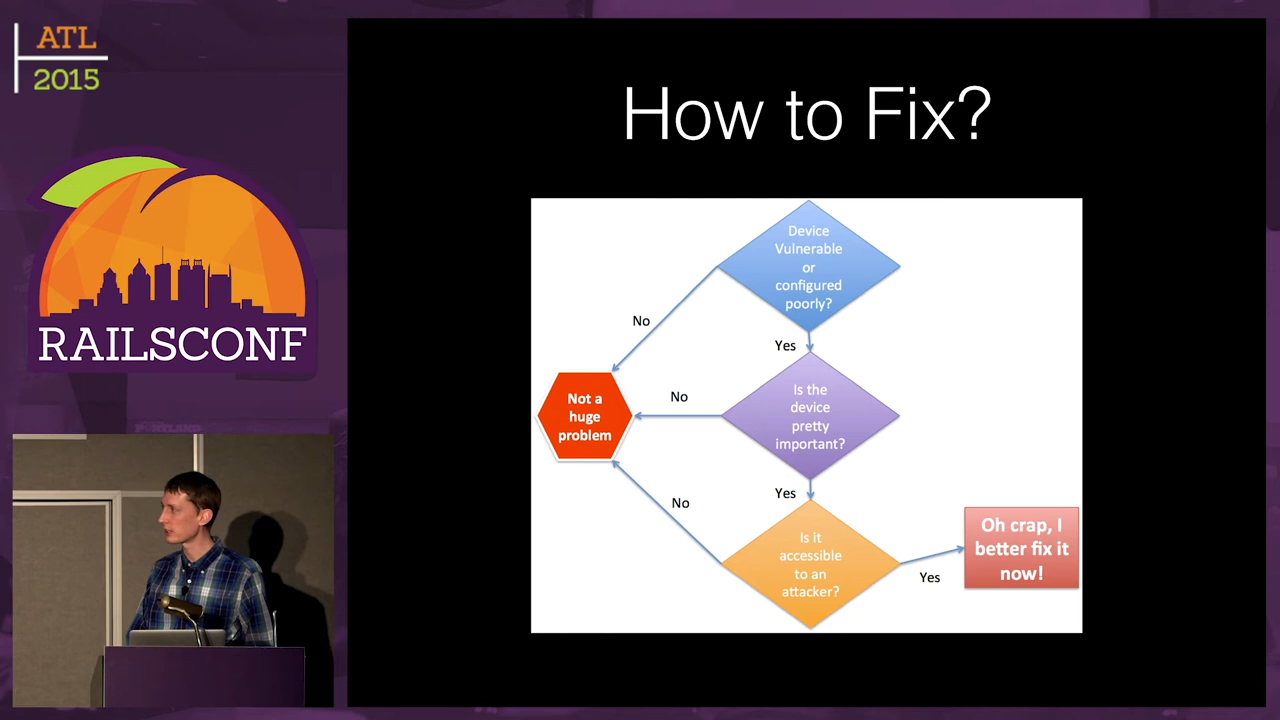 ATL
2015
RAILSCONF
How to Fix?
Device
Vulnerable
or
configured
poorly?
No
Yes
Is the
device
pretty
important?
No
Not a
huge
problem
Yes
No
Is it
accessible
to an
attacker?
Yes
Oh crap, I
better fix it
now!